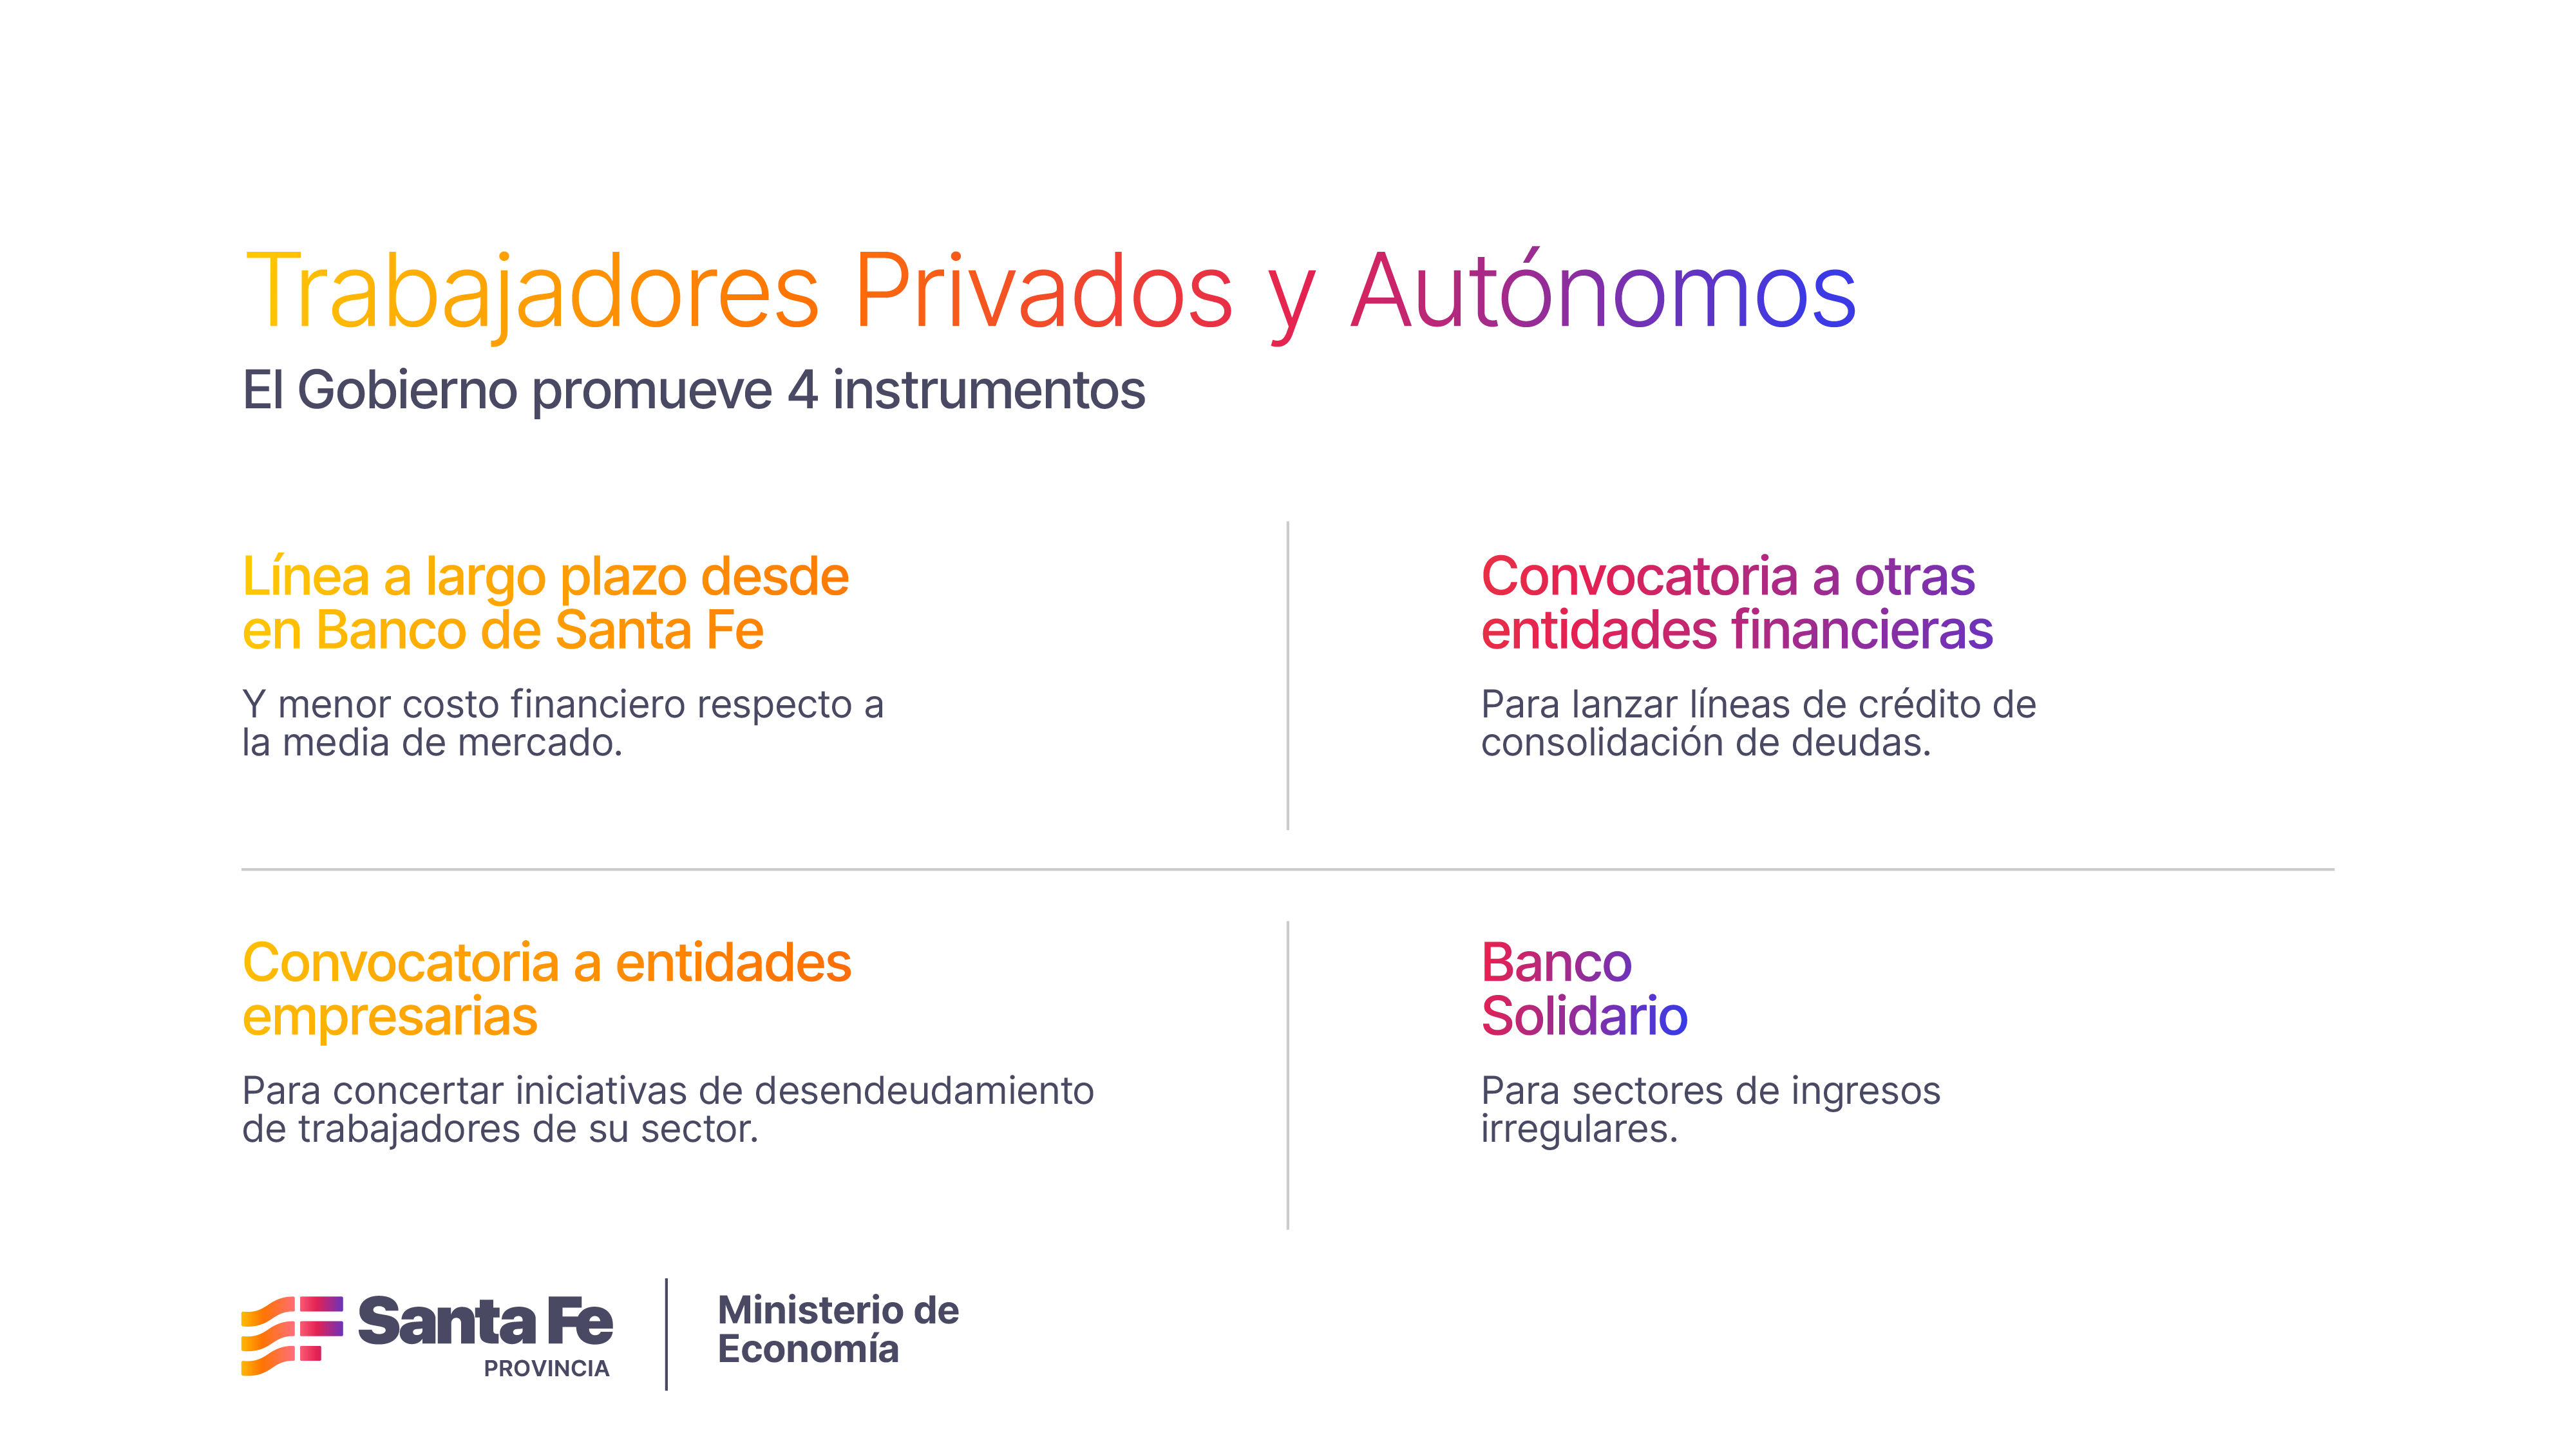 Trabajadores Privados y Autónomos
El Gobierno promueve 4 instrumentos
Línea a largo plazo desde
en Banco de Santa Fe
Y menor costo financiero respecto a
la media de mercado.
Convocatoria a otras
entidades financieras
Para lanzar líneas de crédito de
consolidación de deudas.
Convocatoria a entidades
empresarias
Para concertar iniciativas de desendeudamiento
de trabajadores de su sector.
Banco
Solidario
Para sectores de ingresos
irregulares.
Santa Fe
PROVINCIA
Ministerio de
Economía